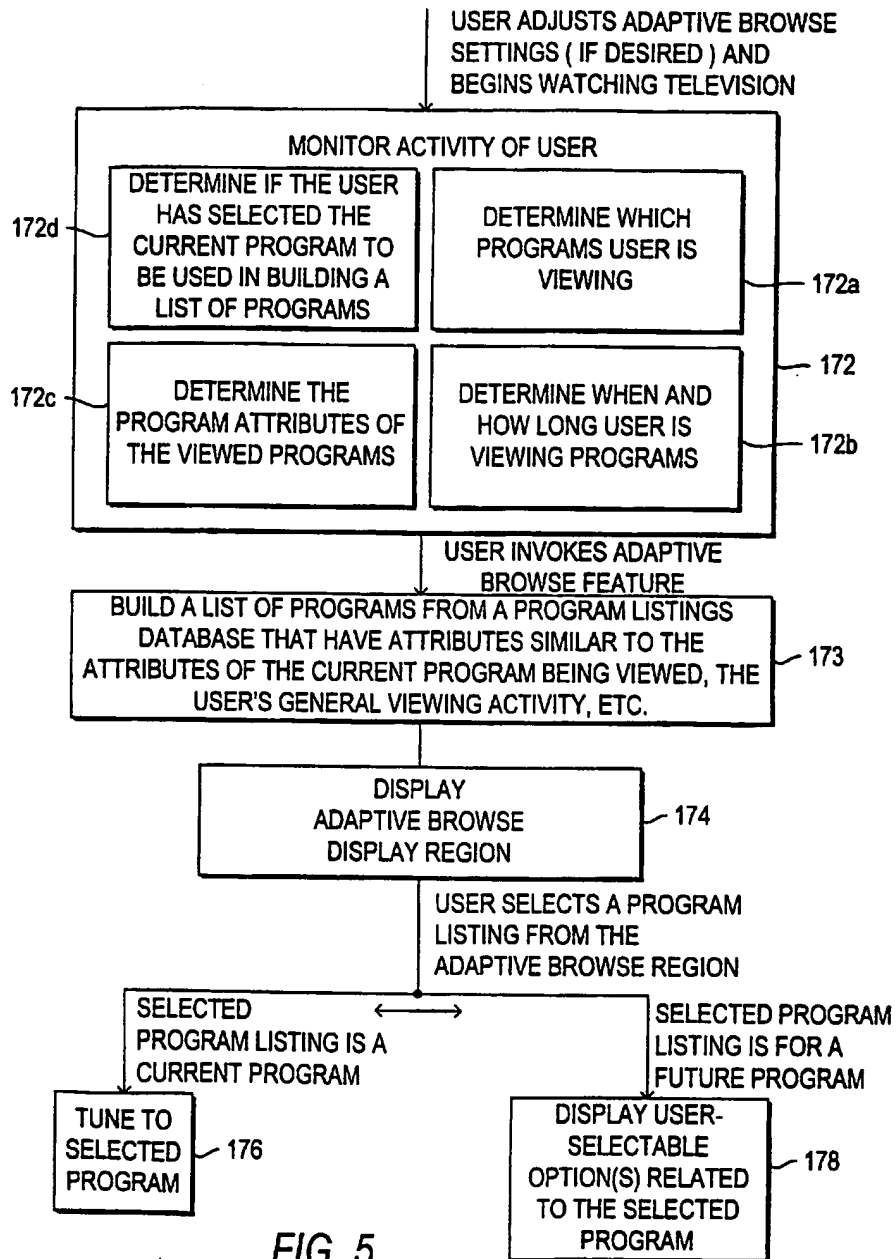 USER ADJUSTS ADAPTIVE BROWSE
SETTINGS ( IF DESIRED ) AND
BEGINS WATCHING TELEVISION
MONITOR ACTIVITY OF USER
172d
DETERMINE IF THE USER
HAS SELECTED THE
CURRENT PROGRAM TO
BE USED IN BUILDING A
LIST OF PROGRAMS
DETERMINE WHICH
PROGRAMS USER IS
VIEWING
172a
172
172c
DETERMINE THE
PROGRAM ATTRIBUTES OF
THE VIEWED PROGRAMS
DETERMINE WHEN AND
HOW LONG USER IS
VIEWING PROGRAMS
172b
USER INVOKES ADAPTIVE
BROWSE FEATURE
BUILD A LIST OF PROGRAMS FROM A PROGRAM LISTINGS
DATABASE THAT HAVE ATTRIBUTES SIMILAR TO THE
ATTRIBUTES OF THE CURRENT PROGRAM BEING VIEWED, THE
USER'S GENERAL VIEWING ACTIVITY, ETC.
173
DISPLAY
ADAPTIVE BROWSE
DISPLAY REGION
174
USER SELECTS A PROGRAM
LISTING FROM THE
ADAPTIVE BROWSE REGION
SELECTED
PROGRAM LISTING IS A
CURRENT PROGRAM
SELECTED PROGRAM
LISTING IS FOR A
FUTURE PROGRAM
TUNE TO
SELECTED
PROGRAM
176
DISPLAY USER-
SELECTABLE
OPTION(S) RELATED
TO THE SELECTED
PROGRAM
178
FIG. 5